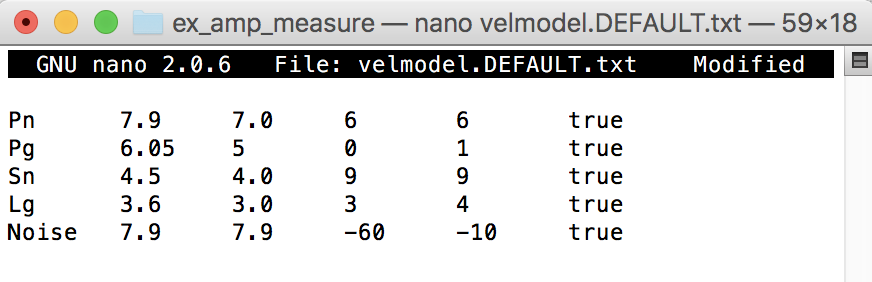 ex_amp_measure — nano velmodel.DEFAULT.txt — 59×18
GNU nano 2.0.6 File: velmodel.DEFAULT.txt Modified
Pn 7.9 7.0 6 6 true
Pg 6.05 5 0 1 true
Sn 4.5 4.0 9 9 true
Lg 3.6 3.0 3 4 true
Noise 7.9 7.9 -60 -10 true